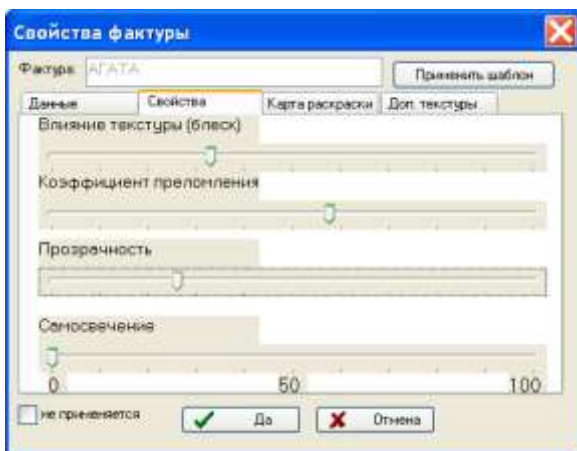 Свойства фактуры
Фактура: АГАТА Применить шаблон
Данные Свойства Карта раскраски Доп. текстуры
Влияние текстуры (блеск)
Коэффициент преломления
Прозрачность
Самосвечение
0 50 100
не применяется Да Отмена